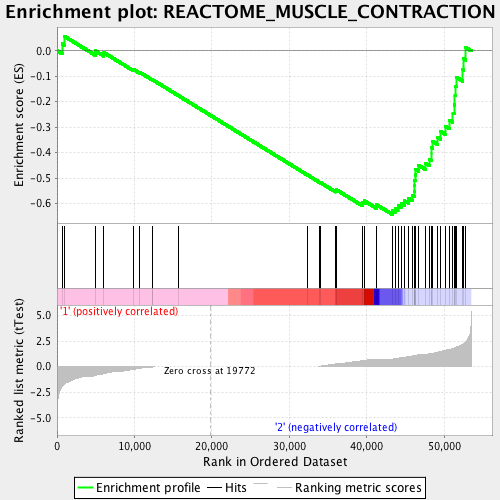 Enrichment plot: REACTOME_MUSCLE_CONTRACTION
Enrichment score (ES)
0.0
-0.1
-0.2
-0.3
-0.4
-0.5
-0.6
'1' (positively correlated)
Ranked list metric (tTest)
5.0
2.5
0.0
-2.5
-5.0
Zero cross at 19772
'2' (negatively correlated)
0
10,000
20,000
30,000
40,000
50,000
Rank in Ordered Dataset
Enrichment profile
Hits
Ranking metric scores